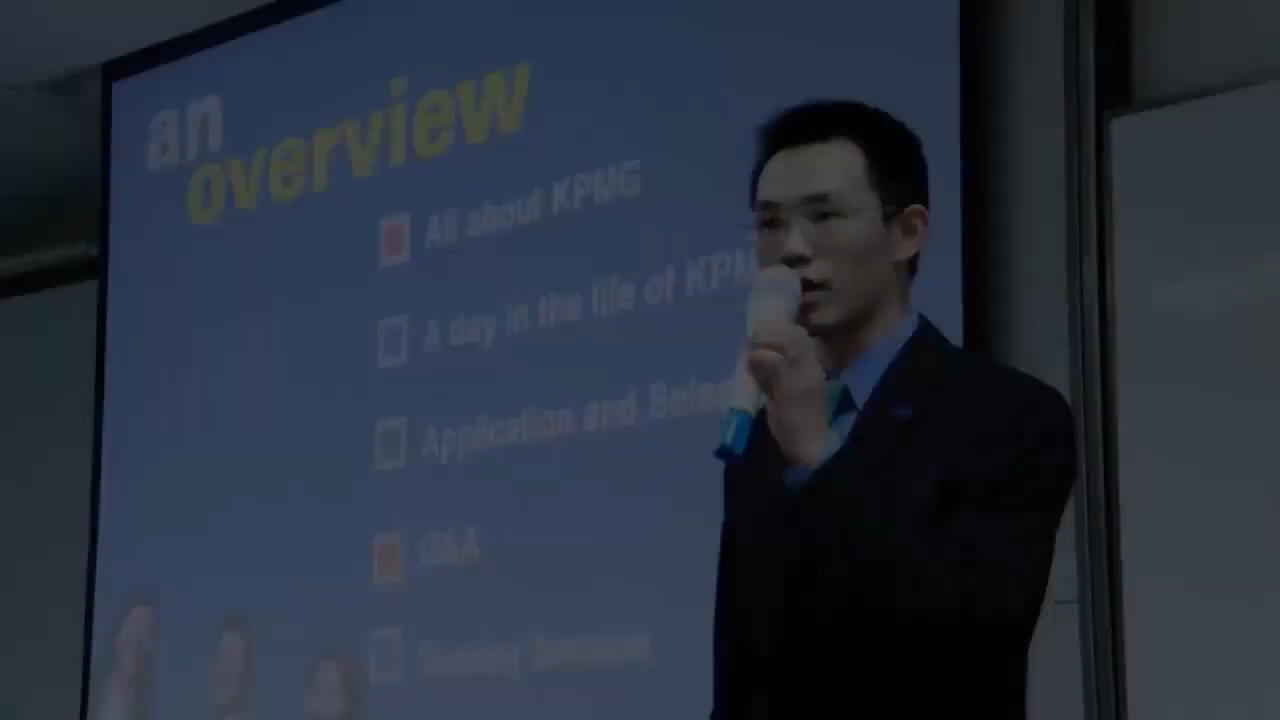 an
overview
All about KPMG
A day in the life of KPM
Application and Selec
Q&A